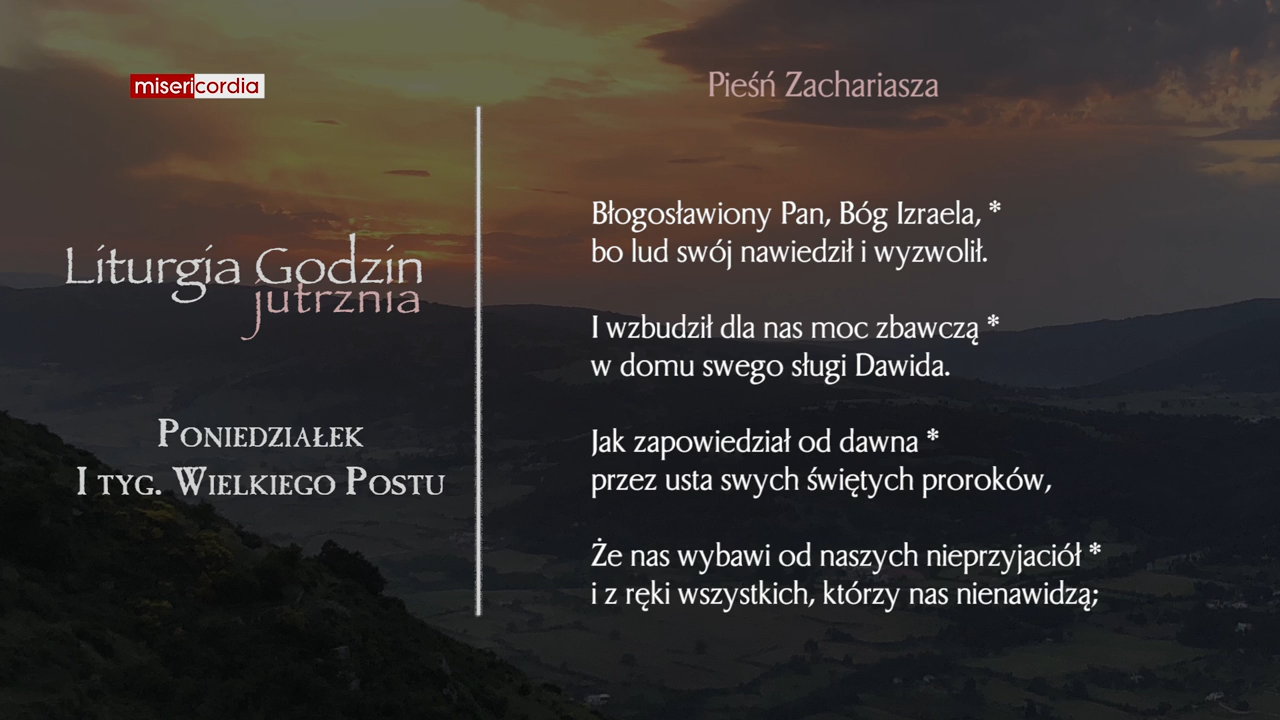 misericordia
Liturgia Godzin
jutrznia
Poniedziałek
I tyg. Wielkiego Postu
Pieśń Zachariasza
Błogosławiony Pan, Bóg Izraela, *
bo lud swój nawiedził i wyzwolił.
I wzbudził dla nas moc zbawczą *
w domu swego sługi Dawida.
Jak zapowiedział od dawna *
przez usta swych świętych proroków,
Że nas wybawi od naszych nieprzyjaciół *
i z ręki wszystkich, którzy nas nienawidzą;